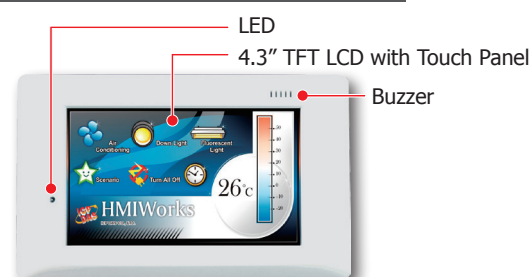 LED
4.3" TFT LCD with Touch Panel
Buzzer
Air
Conditioning
Down Light
Fluorescent
Light
Scenario
Turn All Off
26°c
HMIWorks